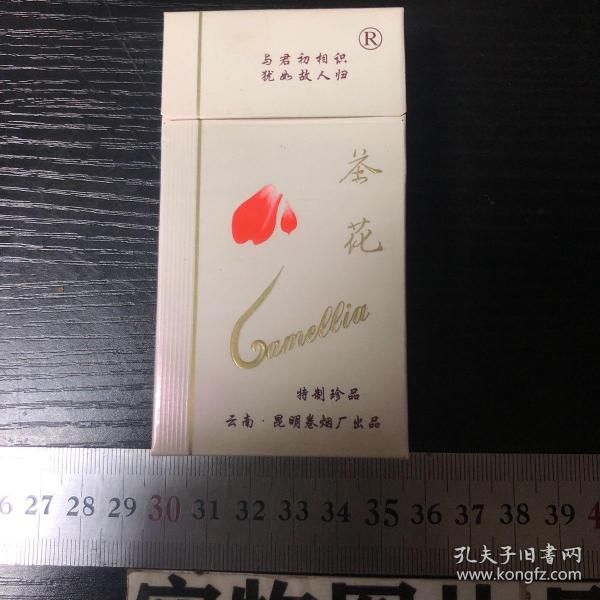 与君初相识
犹如故人归
®
茶花
Camellia
特制珍品
云南·昆明卷烟厂出品
27 28 29 30 31 32 33 34 35 36 37 38 39
孔夫子旧书网
www.kongfz.com